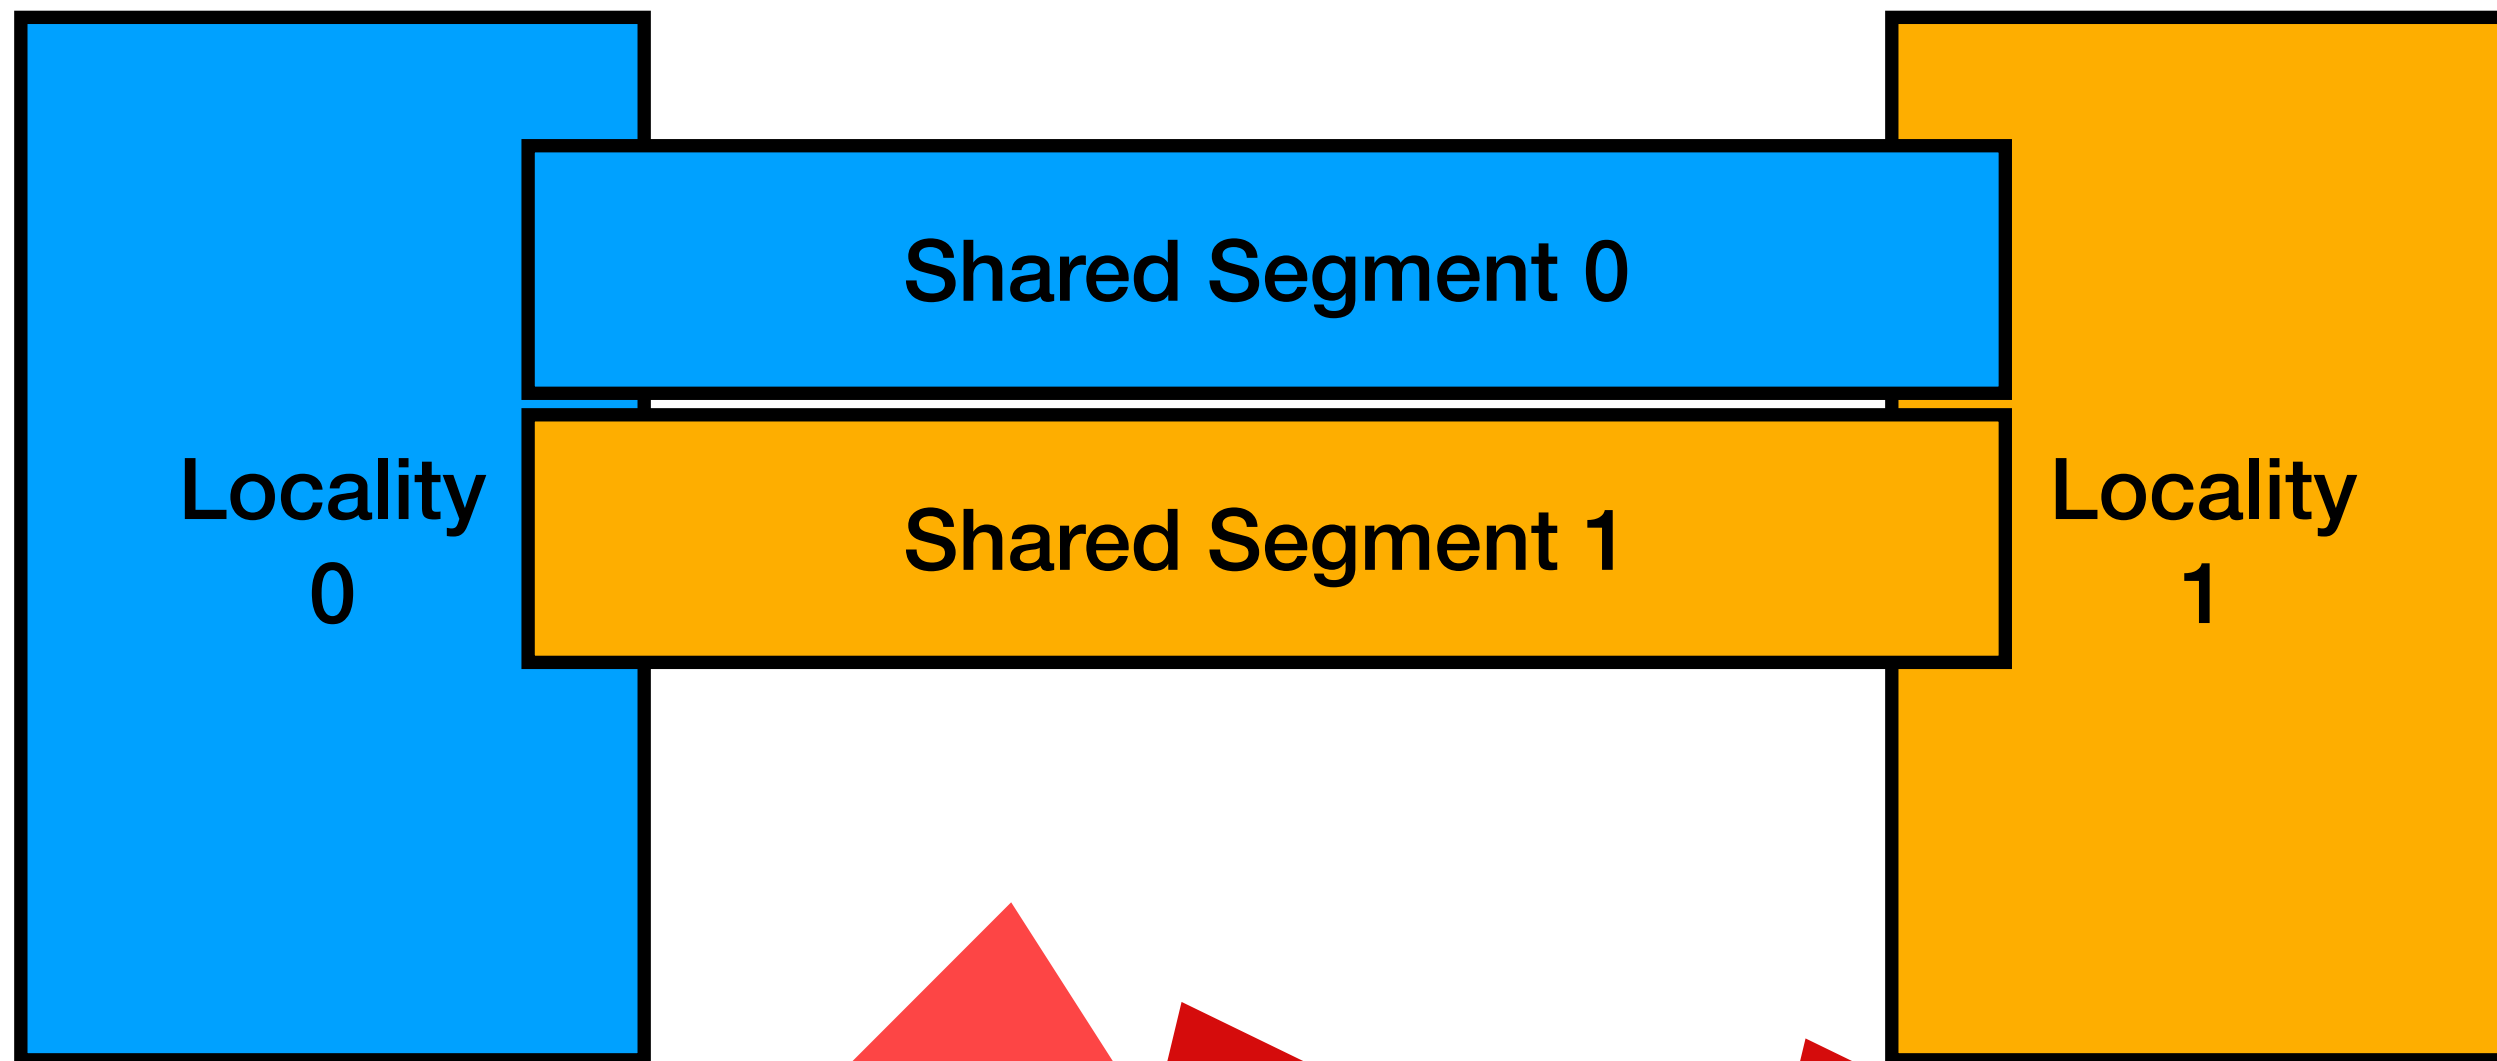 Shared Segment 0
Locality
0
Shared Segment 1
Locality
1